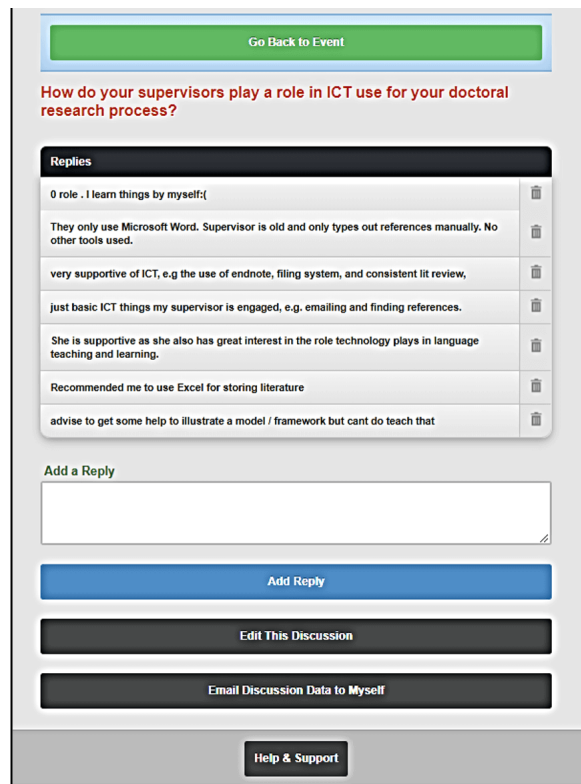 Go Back to Event
How do your supervisors play a role in ICT use for your doctoral
research process?
Replies
0 role . I learn things by myself:(
They only use Microsoft Word. Supervisor is old and only types out references manually. No
other tools used.
very supportive of ICT, e.g the use of endnote, filing system, and consistent lit review,
just basic ICT things my supervisor is engaged, e.g. emailing and finding references.
She is supportive as she also has great interest in the role technology plays in language
teaching and learning.
Recommended me to use Excel for storing literature
advise to get some help to illustrate a model / framework but cant do teach that
Add a Reply
Add Reply
Edit This Discussion
Email Discussion Data to Myself
Help & Support